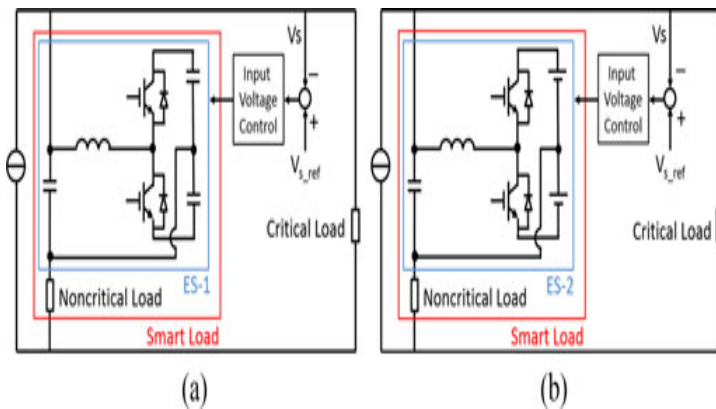 Vs
−
Input
Voltage
Control
+
Vs_ref
Critical Load
ES-1
Noncritical Load
Smart Load
(a)
Vs
−
Input
Voltage
Control
+
Vs_ref
Critical Load
ES-2
Noncritical Load
Smart Load
(b)